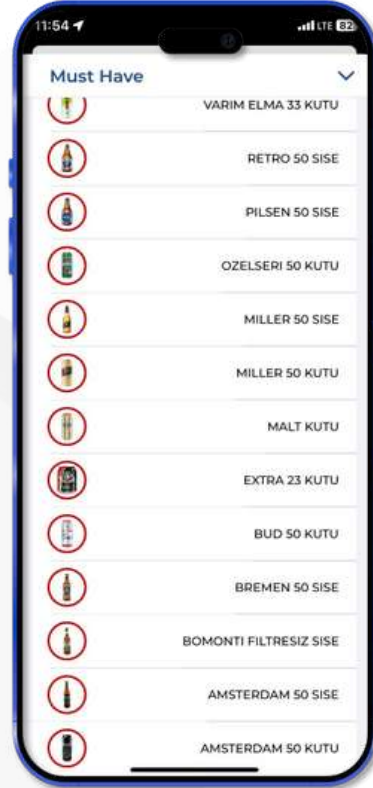 11:54
LTE 82
Must Have
VARIM ELMA 33 KUTU
RETRO 50 SISE
PILSEN 50 SISE
OZELSERI 50 KUTU
MILLER 50 SISE
MILLER 50 KUTU
MALT KUTU
EXTRA 23 KUTU
BUD 50 KUTU
BREMEN 50 SISE
BOMONTI FILTRESIZ SISE
AMSTERDAM 50 SISE
AMSTERDAM 50 KUTU